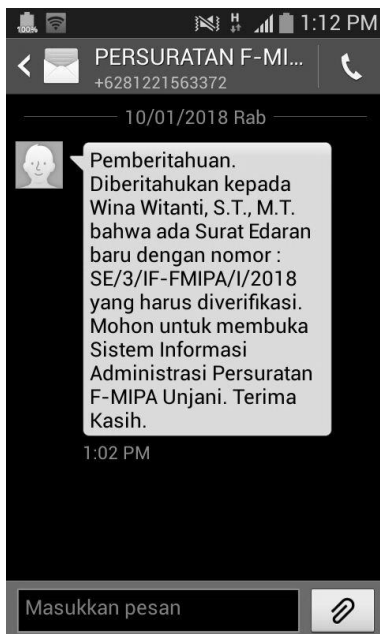 100%
H
1:12 PM
PERSURATAN F-MI...
+6281221563372
10/01/2018 Rab
Pemberitahuan.
Diberitahukan kepada
Wina Witanti, S.T., M.T.
bahwa ada Surat Edaran
baru dengan nomor :
SE/3/IF-FMIPA/I/2018
yang harus diverifikasi.
Mohon untuk membuka
Sistem Informasi
Administrasi Persuratan
F-MIPA Unjani. Terima
Kasih.
1:02 PM
Masukkan pesan